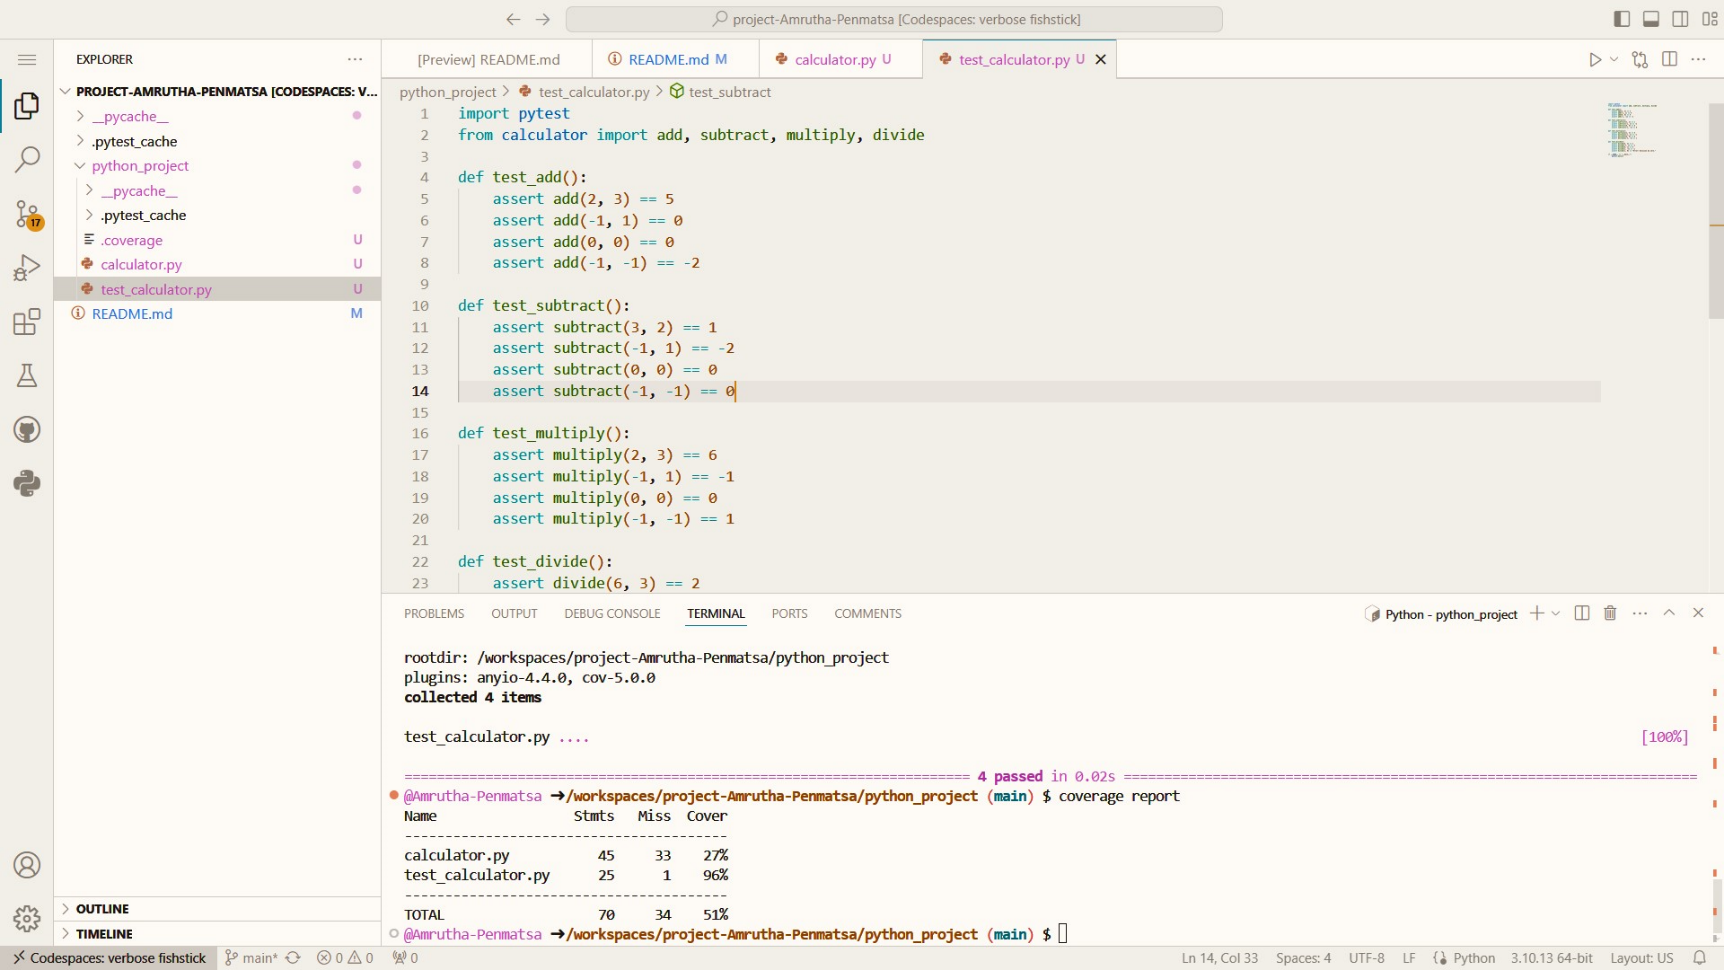 project-Amrutha-Penmatsa [Codespaces: verbose fishstick]
EXPLORER
PROJECT-AMRUTHA-PENMATSA [CODESPACES: V...
__pycache__
.pytest_cache
python_project
__pycache__
.pytest_cache
.coverage U
calculator.py U
test_calculator.py U
README.md M
17
OUTLINE
TIMELINE
[Preview] README.md
README.md M
calculator.py U
test_calculator.py U
python_project > test_calculator.py > test_subtract
1 import pytest
2 from calculator import add, subtract, multiply, divide
3
4 def test_add():
5 assert add(2, 3) == 5
6 assert add(-1, 1) == 0
7 assert add(0, 0) == 0
8 assert add(-1, -1) == -2
9
10 def test_subtract():
11 assert subtract(3, 2) == 1
12 assert subtract(-1, 1) == -2
13 assert subtract(0, 0) == 0
14 assert subtract(-1, -1) == 0
15
16 def test_multiply():
17 assert multiply(2, 3) == 6
18 assert multiply(-1, 1) == -1
19 assert multiply(0, 0) == 0
20 assert multiply(-1, -1) == 1
21
22 def test_divide():
23 assert divide(6, 3) == 2
PROBLEMS OUTPUT DEBUG CONSOLE TERMINAL PORTS COMMENTS
Python - python_project
rootdir: /workspaces/project-Amrutha-Penmatsa/python_project
plugins: anyio-4.4.0, cov-5.0.0
collected 4 items
test_calculator.py .... [100%]
4 passed in 0.02s
@Amrutha-Penmatsa ➜/workspaces/project-Amrutha-Penmatsa/python_project (main) $ coverage report
Name Stmts Miss Cover
----------------------------------------
calculator.py 45 33 27%
test_calculator.py 25 1 96%
----------------------------------------
TOTAL 70 34 51%
@Amrutha-Penmatsa ➜/workspaces/project-Amrutha-Penmatsa/python_project (main) $
Codespaces: verbose fishstick main* 0 0 0 Ln 14, Col 33 Spaces: 4 UTF-8 LF Python 3.10.13 64-bit Layout: US